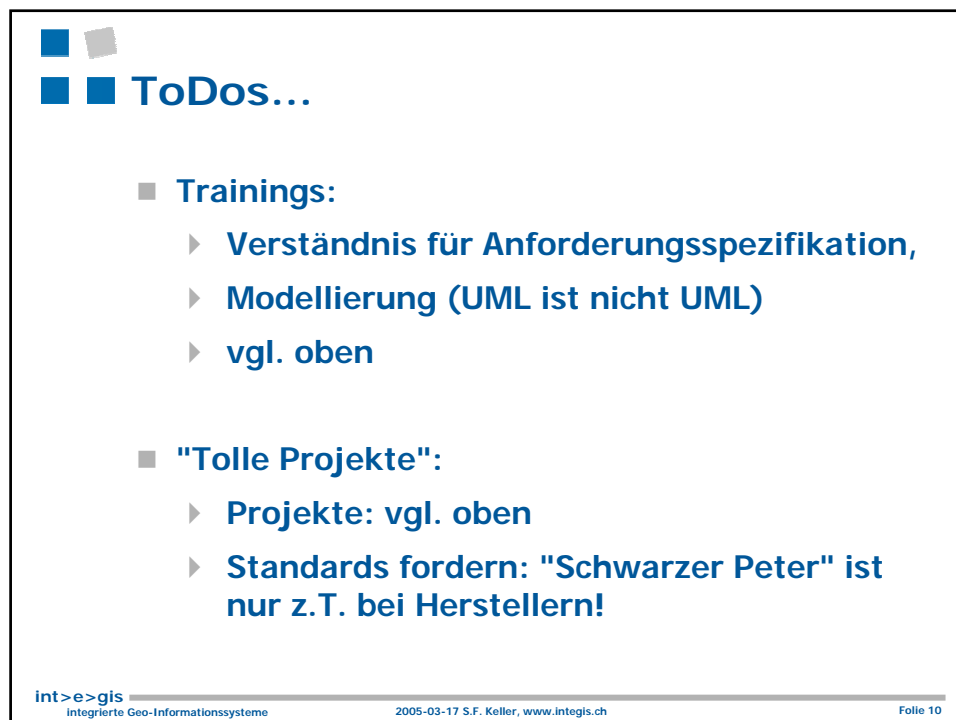 ToDos...
Trainings:
Verständnis für Anforderungsspezifikation,
Modellierung (UML ist nicht UML)
vgl. oben
"Tolle Projekte":
Projekte: vgl. oben
Standards fordern: "Schwarzer Peter" ist
nur z.T. bei Herstellern!
int>e>gis
integrierte Geo-Informationssysteme 2005-03-17 S.F. Keller, www.integis.ch Folie 10